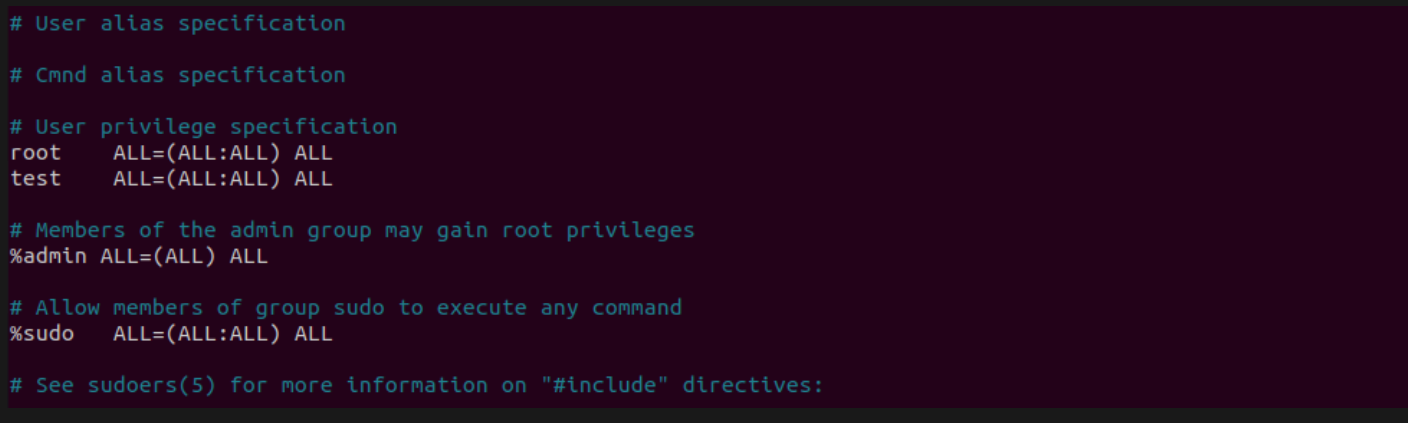 # User alias specification
# Cmnd alias specification
# User privilege specification
root    ALL=(ALL:ALL) ALL
test    ALL=(ALL:ALL) ALL
# Members of the admin group may gain root privileges
%admin ALL=(ALL) ALL
# Allow members of group sudo to execute any command
%sudo   ALL=(ALL:ALL) ALL
# See sudoers(5) for more information on "#include" directives: